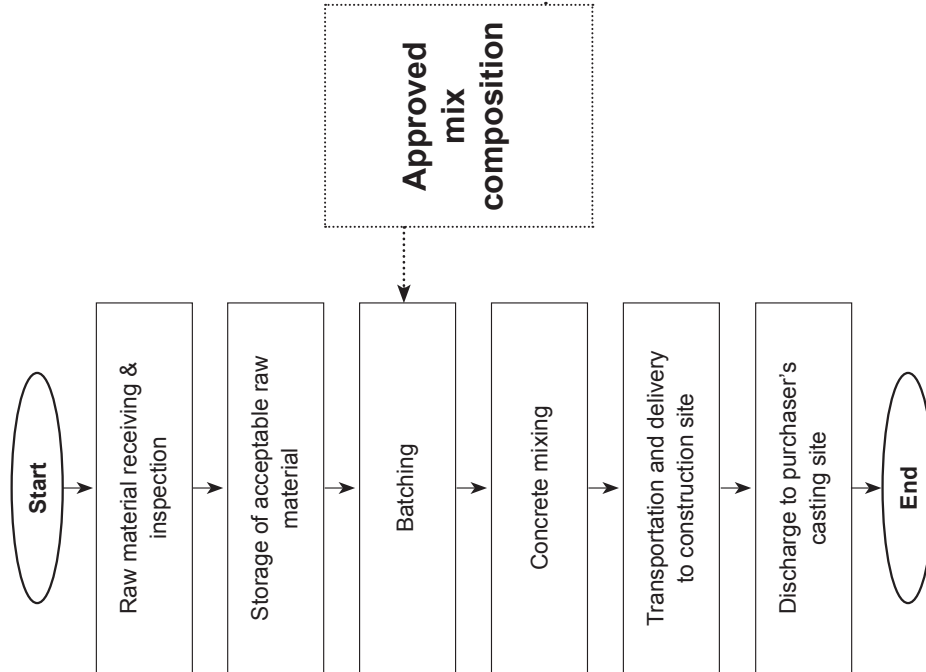 Start
Raw material receiving &
inspection
Storage of acceptable raw
material
Batching
Approved
mix
composition
Concrete mixing
Transportation and delivery
to construction site
Discharge to purchaser’s
casting site
End